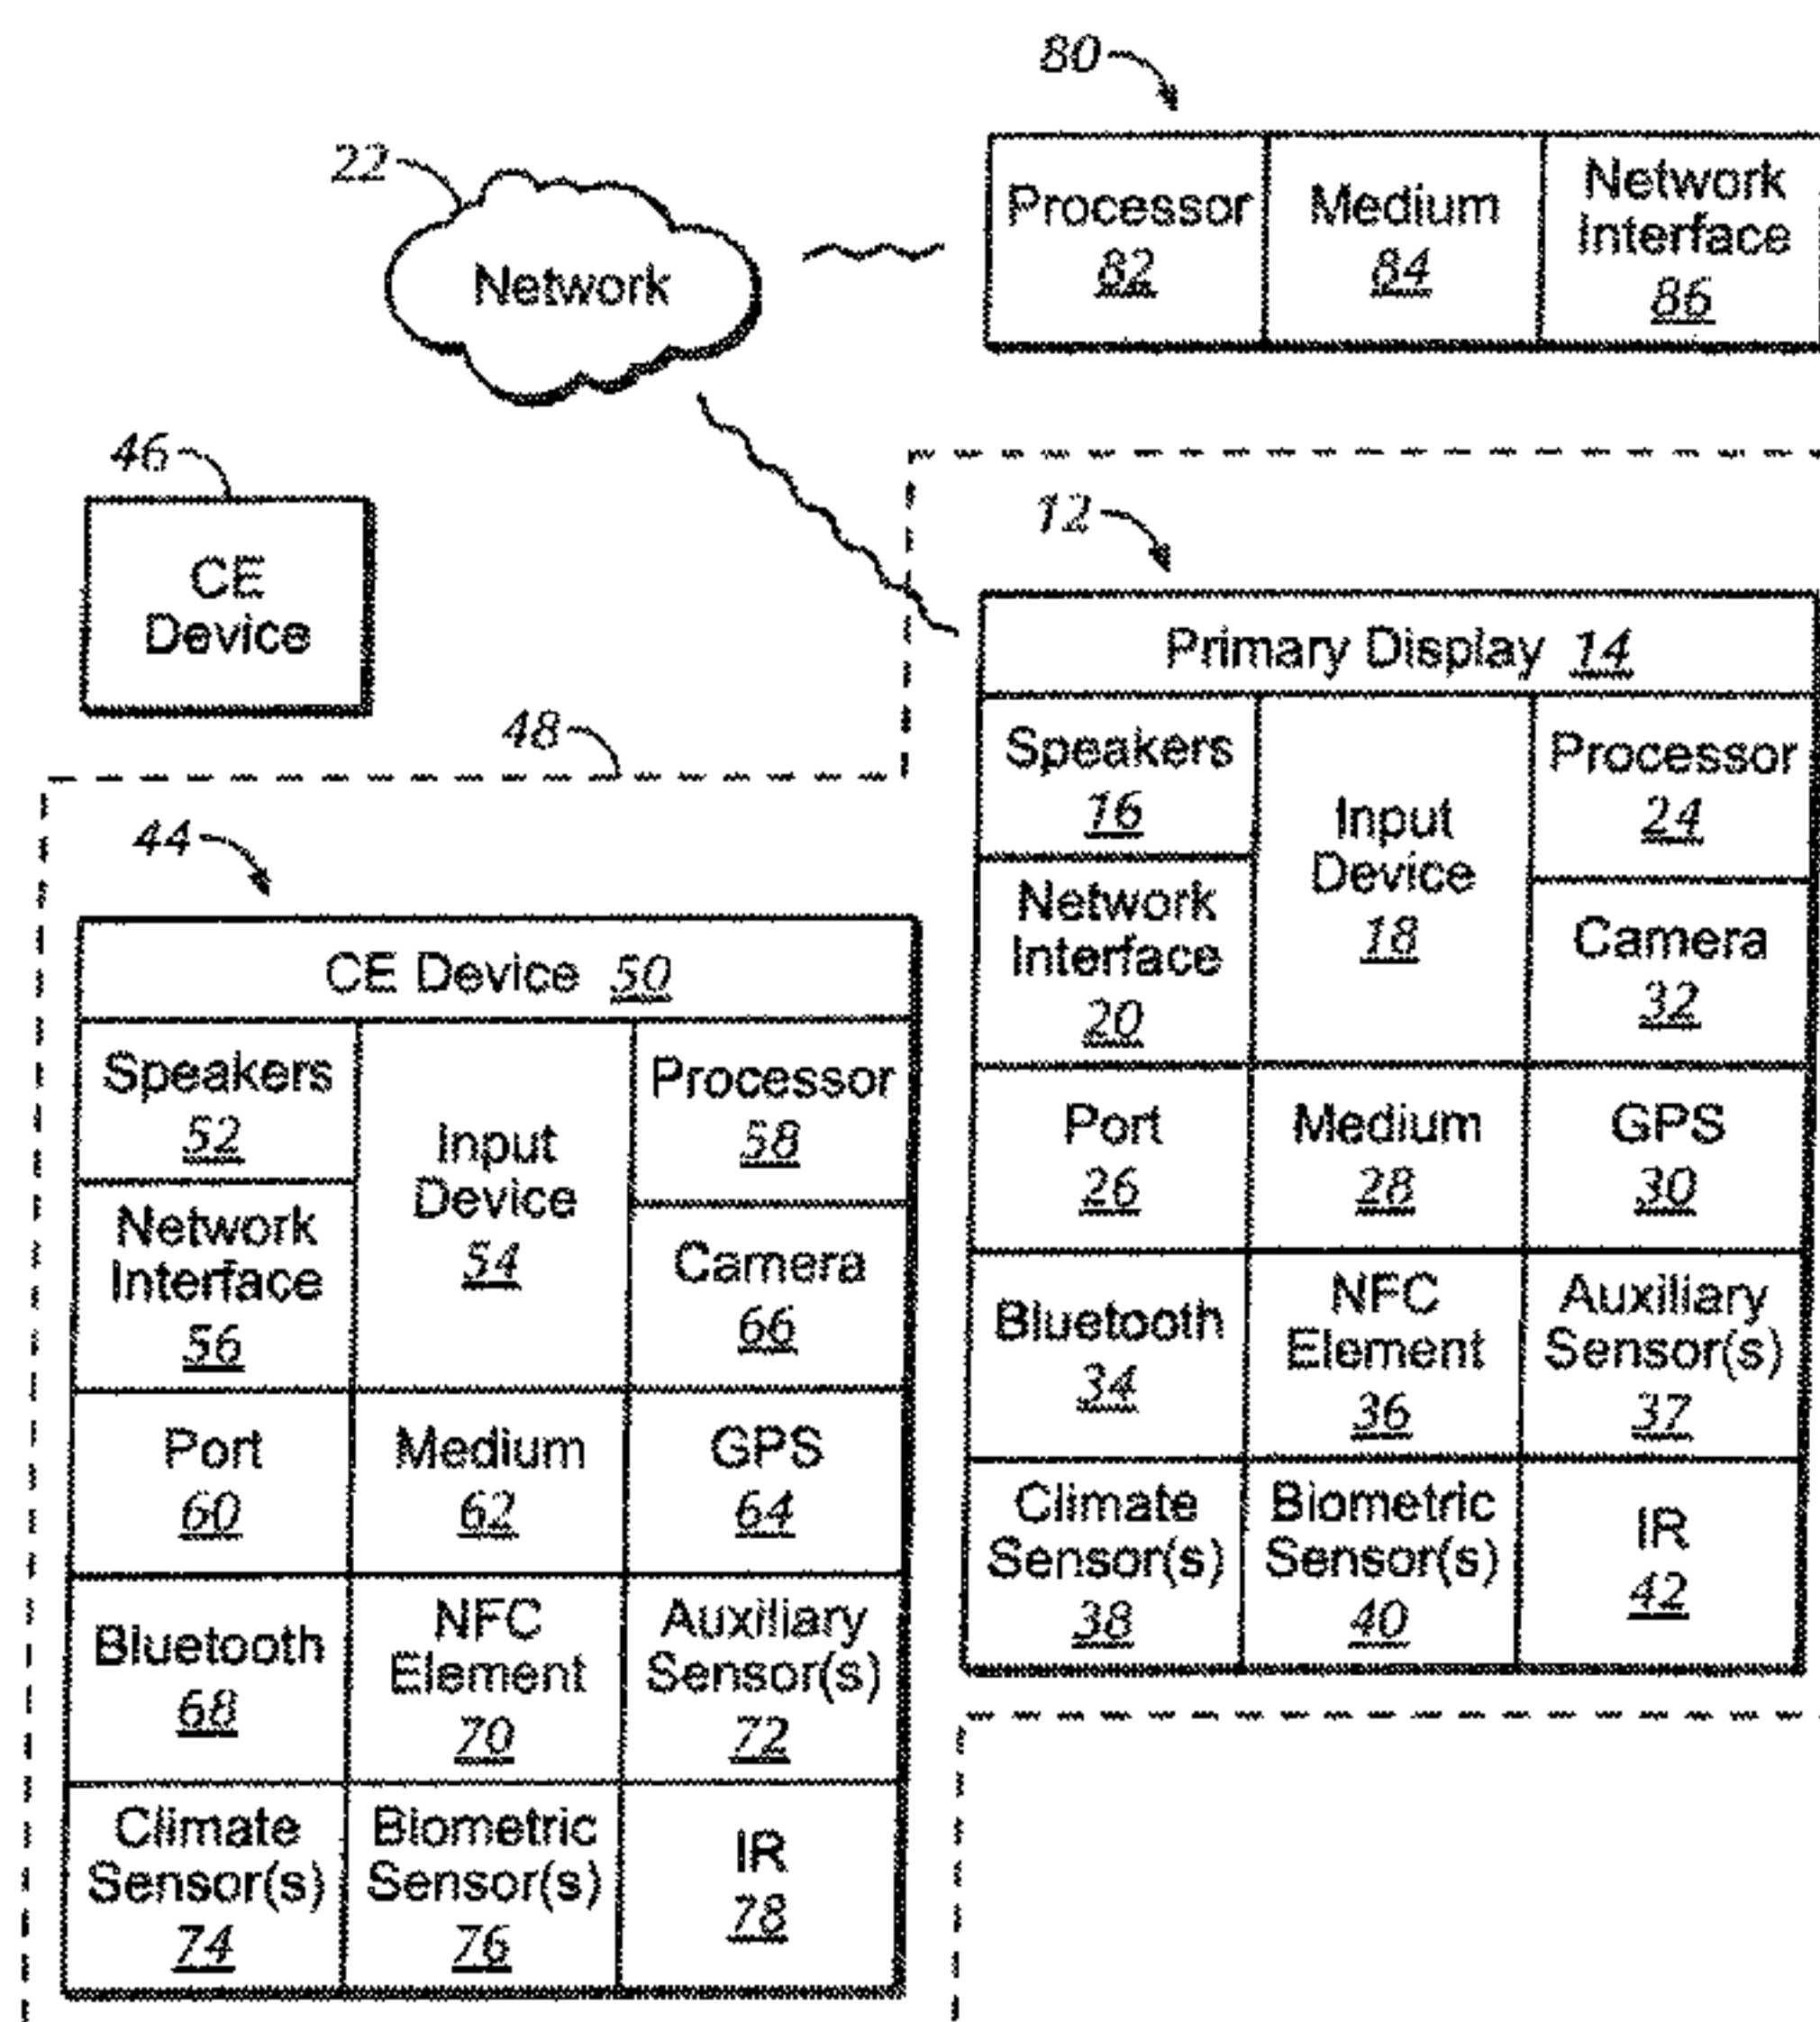 80
22
Network
Processor
82
Medium
84
Network
Interface
86
46
CE
Device
12
Primary Display 14
Speakers
16
Input
Device
18
Processor
24
Network
Interface
20
Camera
32
Port
26
Medium
28
GPS
30
Bluetooth
34
NFC
Element
36
Auxiliary
Sensor(s)
37
Climate
Sensor(s)
38
Biometric
Sensor(s)
40
IR
42
48
44
CE Device 50
Speakers
52
Input
Device
54
Processor
58
Network
Interface
56
Camera
66
Port
60
Medium
62
GPS
64
Bluetooth
68
NFC
Element
70
Auxiliary
Sensor(s)
72
Climate
Sensor(s)
74
Biometric
Sensor(s)
76
IR
78